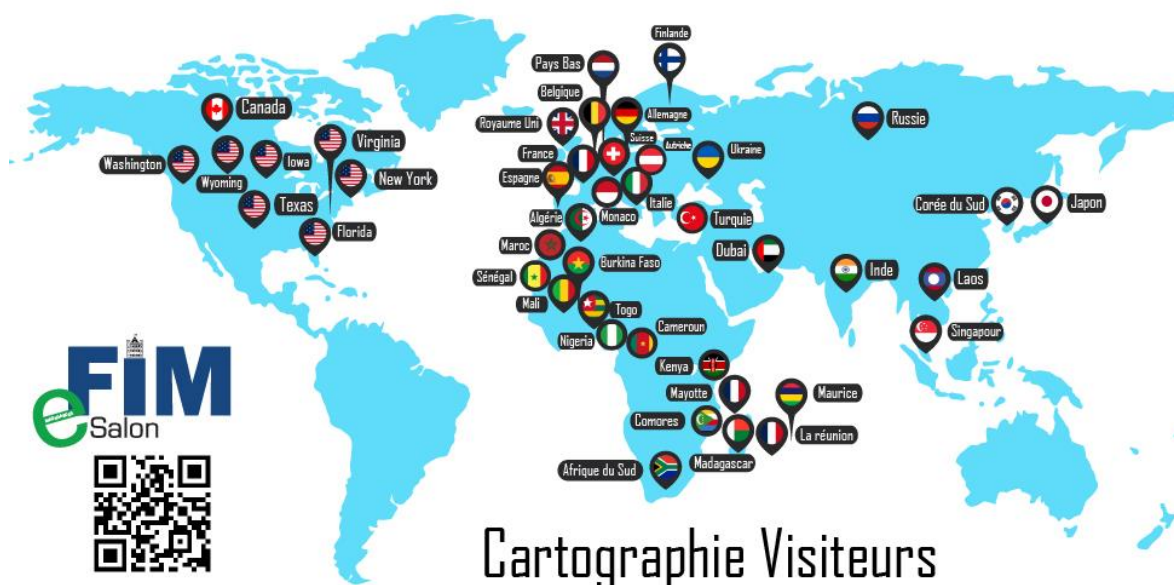 Finlande
Pays Bas
Belgique
Canada
Royaume Uni
Allemagne
Russie
Virginia
Suisse
Autriche
Ukraine
Washington
Wyoming
Iowa
France
New York
Espagne
Texas
Italie
Corée du Sud
Japon
Algérie
Monaco
Turquie
Florida
Maroc
Dubai
Burkina Faso
Inde
Sénégal
Laos
Mali
Togo
Cameroun
Singapour
Nigeria
Kenya
Mayotte
Maurice
Comores
La réunion
Madagascar
Afrique du Sud
FIM
e Salon
Cartographie Visiteurs